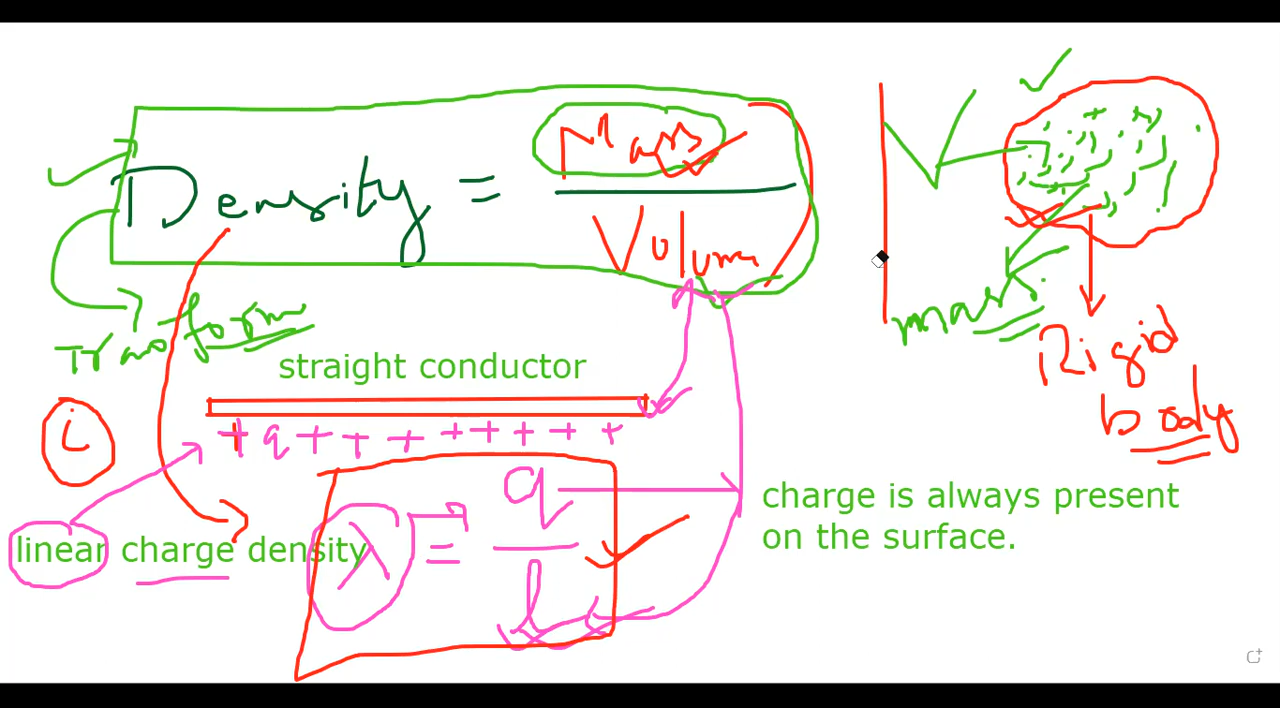 Density = Mass
Volume
Transform
mass.
Rigid
body
straight conductor
i
+ q + + + + + + + +
linear charge density
λ = q
l
charge is always present
on the surface.